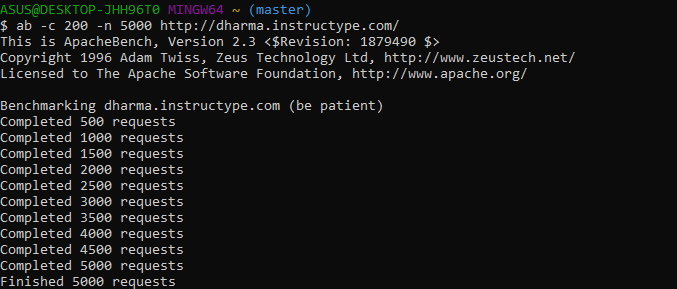 ASUS@DESKTOP-JHH96T0 MINGW64 ~ (master)
$ ab -c 200 -n 5000 http://dharma.instructype.com/
This is ApacheBench, Version 2.3 <$Revision: 1879490 $>
Copyright 1996 Adam Twiss, Zeus Technology Ltd, http://www.zeustech.net/
Licensed to The Apache Software Foundation, http://www.apache.org/

Benchmarking dharma.instructype.com (be patient)
Completed 500 requests
Completed 1000 requests
Completed 1500 requests
Completed 2000 requests
Completed 2500 requests
Completed 3000 requests
Completed 3500 requests
Completed 4000 requests
Completed 4500 requests
Completed 5000 requests
Finished 5000 requests